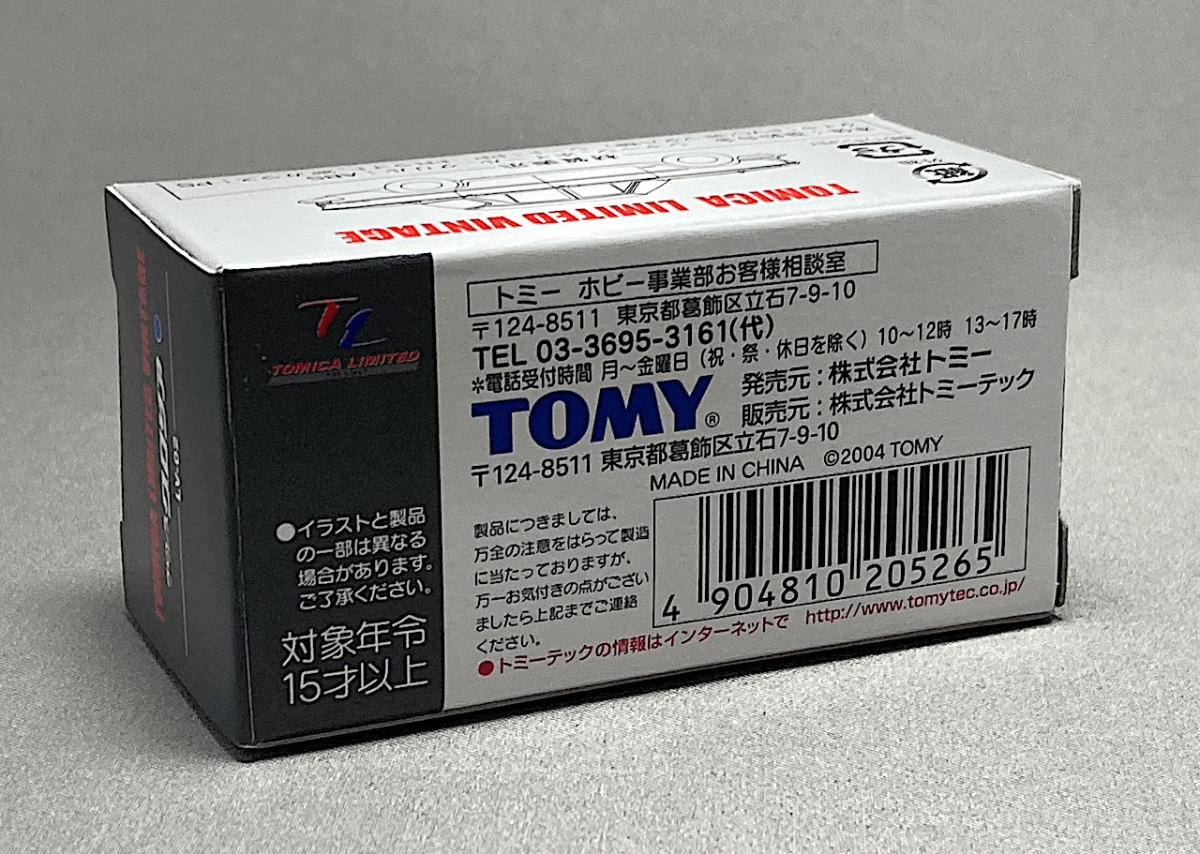 TOMICA LIMITED VINTAGE
TL
TOMICA LIMITED
●イラストと製品
の一部は異なる
場合があります。
ご了承ください。
対象年令
15才以上
トミー ホビー事業部お客様相談室
〒124-8511 東京都葛飾区立石7-9-10
TEL 03-3695-3161(代)
*電話受付時間 月〜金曜日(祝・祭・休日を除く)10〜12時 13〜17時
TOMY® 発売元:株式会社トミー
販売元:株式会社トミーテック
〒124-8511 東京都葛飾区立石7-9-10
MADE IN CHINA ©2004 TOMY
製品につきましては、
万全の注意をはらって製造
に当たっておりますが、
万一お気付きの点がござい
ましたら上記までご連絡
ください。
4 904810 205265
●トミーテックの情報はインターネットで http://www.tomytec.co.jp/